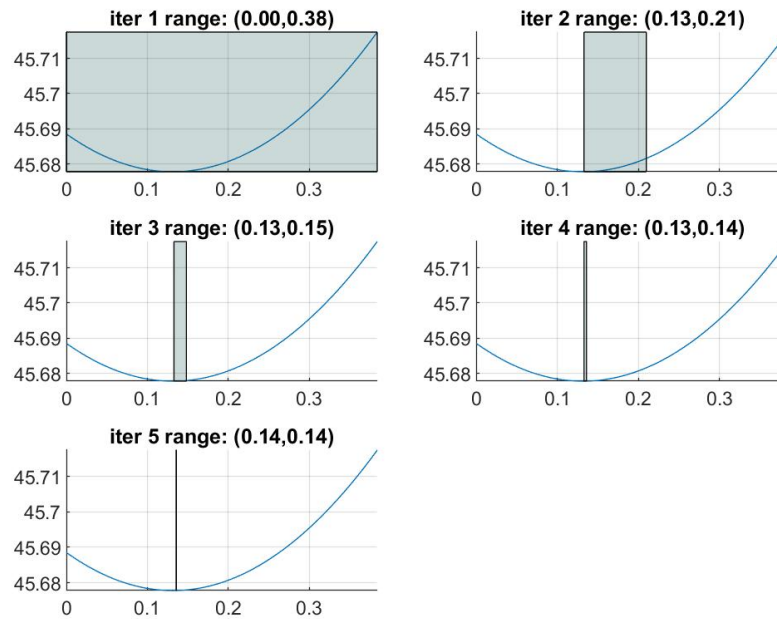 iter 1 range: (0.00,0.38)
45.71
45.7
45.69
45.68
0 0.1 0.2 0.3
iter 2 range: (0.13,0.21)
45.71
45.7
45.69
45.68
0 0.1 0.2 0.3
iter 3 range: (0.13,0.15)
45.71
45.7
45.69
45.68
0 0.1 0.2 0.3
iter 4 range: (0.13,0.14)
45.71
45.7
45.69
45.68
0 0.1 0.2 0.3
iter 5 range: (0.14,0.14)
45.71
45.7
45.69
45.68
0 0.1 0.2 0.3